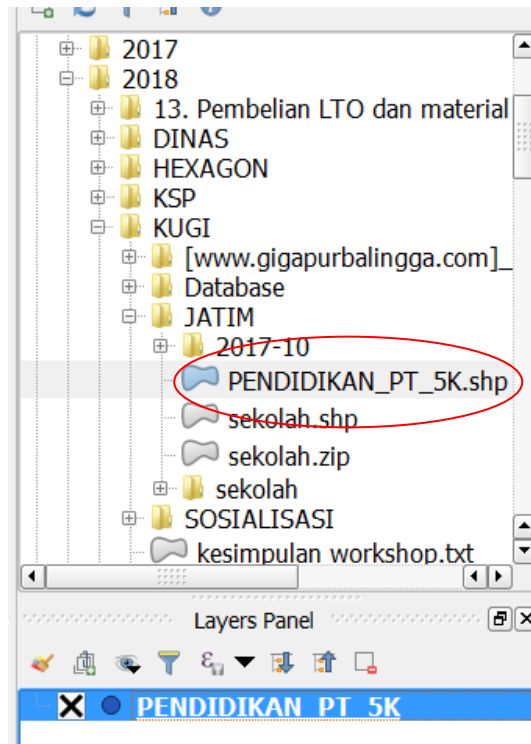 2017
2018
13. Pembelian LTO dan material
DINAS
HEXAGON
KSP
KUGI
[www.gigapurbalingga.com]_
Database
JATIM
2017-10
PENDIDIKAN_PT_5K.shp
sekolah.shp
sekolah.zip
sekolah
SOSIALISASI
kesimpulan workshop.txt
Layers Panel
PENDIDIKAN_PT_5K